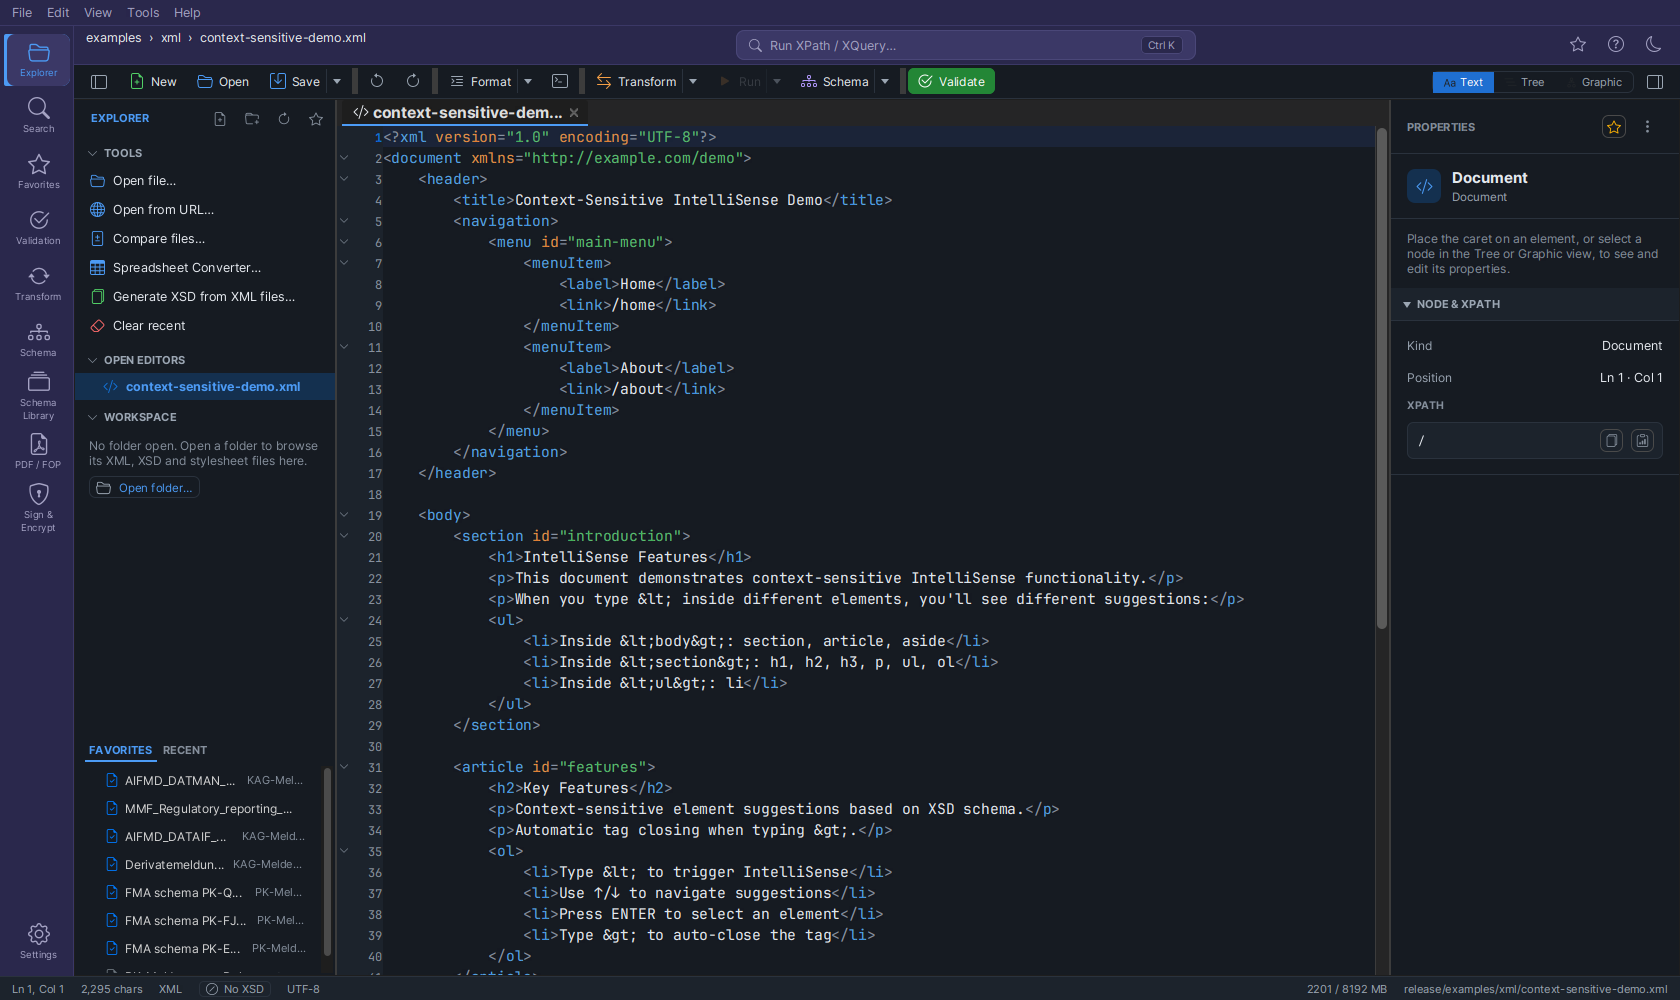 File Edit View Tools Help
examples › xml › context-sensitive-demo.xml
Run XPath / XQuery... Ctrl K
New Open Save Format Transform Run Schema Validate
Aa Text Tree Graphic
Explorer
Search
Favorites
Validation
Transform
Schema
Schema
Library
PDF / FOP
Sign &
Encrypt
Settings
EXPLORER
TOOLS
Open file...
Open from URL...
Compare files...
Spreadsheet Converter...
Generate XSD from XML files...
Clear recent
OPEN EDITORS
</> context-sensitive-demo.xml
WORKSPACE
No folder open. Open a folder to browse
its XML, XSD and stylesheet files here.
Open folder...
FAVORITES RECENT
AIFMD_DATMAN_... KAG-Mel...
MMF_Regulatory_reporting_...
AIFMD_DATAIF_... KAG-Meld...
Derivatemeldun... KAG-Melde...
FMA schema PK-Q... PK-Mel...
FMA schema PK-FJ... PK-Mel...
FMA schema PK-E... PK-Meld...
</> context-sensitive-dem... ×
1 <?xml version="1.0" encoding="UTF-8"?>
2 <document xmlns="http://example.com/demo">
3 <header>
4 <title>Context-Sensitive IntelliSense Demo</title>
5 <navigation>
6 <menu id="main-menu">
7 <menuItem>
8 <label>Home</label>
9 <link>/home</link>
10 </menuItem>
11 <menuItem>
12 <label>About</label>
13 <link>/about</link>
14 </menuItem>
15 </menu>
16 </navigation>
17 </header>
18
19 <body>
20 <section id="introduction">
21 <h1>IntelliSense Features</h1>
22 <p>This document demonstrates context-sensitive IntelliSense functionality.</p>
23 <p>When you type &lt; inside different elements, you'll see different suggestions:</p>
24 <ul>
25 <li>Inside &lt;body&gt;: section, article, aside</li>
26 <li>Inside &lt;section&gt;: h1, h2, h3, p, ul, ol</li>
27 <li>Inside &lt;ul&gt;: li</li>
28 </ul>
29 </section>
30
31 <article id="features">
32 <h2>Key Features</h2>
33 <p>Context-sensitive element suggestions based on XSD schema.</p>
34 <p>Automatic tag closing when typing &gt;.</p>
35 <ol>
36 <li>Type &lt; to trigger IntelliSense</li>
37 <li>Use ↑/↓ to navigate suggestions</li>
38 <li>Press ENTER to select an element</li>
39 <li>Type &gt; to auto-close the tag</li>
40 </ol>
PROPERTIES
</> Document
Document
Place the caret on an element, or select a
node in the Tree or Graphic view, to see and
edit its properties.
NODE & XPATH
Kind Document
Position Ln 1 · Col 1
XPATH
/
Ln 1, Col 1 2,295 chars XML No XSD UTF-8 2201 / 8192 MB release/examples/xml/context-sensitive-demo.xml